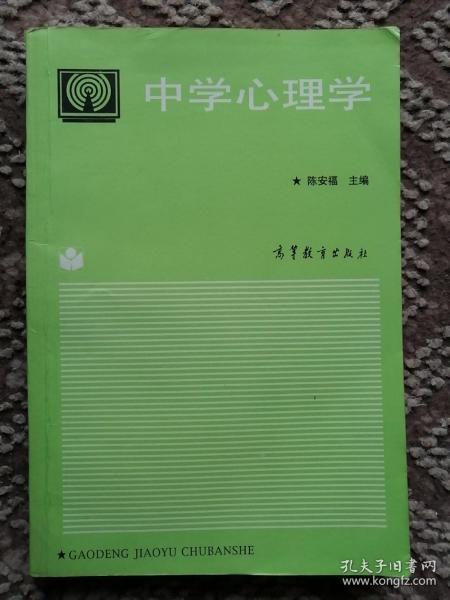 中学心理学
★ 陈安福 主编
高等教育出版社
★GAODENG JIAOYU CHUBANSHE
孔夫子旧书网
www.kongfz.com